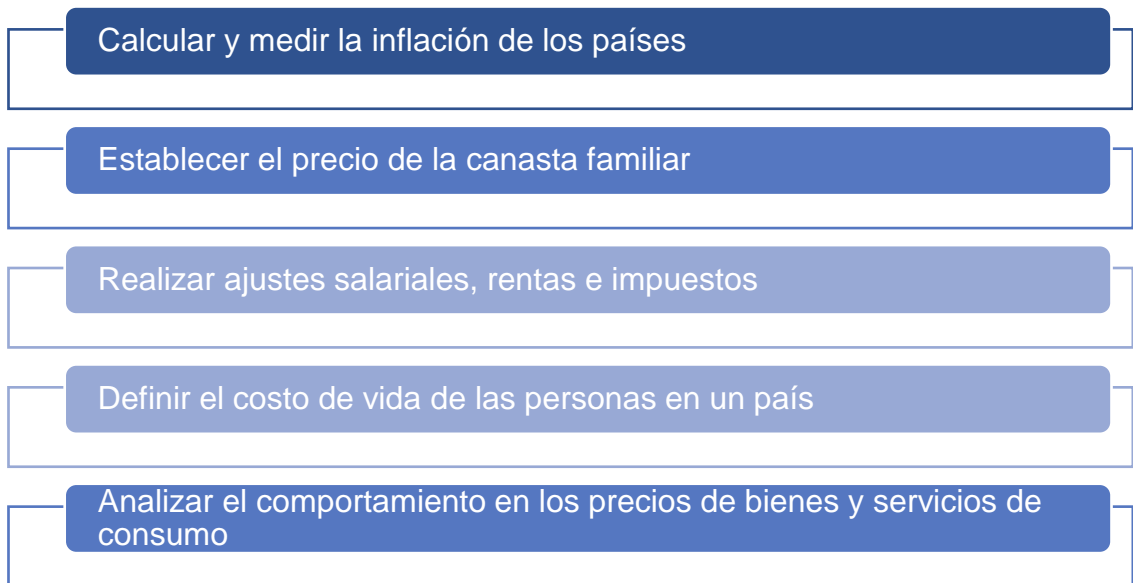 Calcular y medir la inflación de los países
Establecer el precio de la canasta familiar
Realizar ajustes salariales, rentas e impuestos
Definir el costo de vida de las personas en un país
Analizar el comportamiento en los precios de bienes y servicios de
consumo